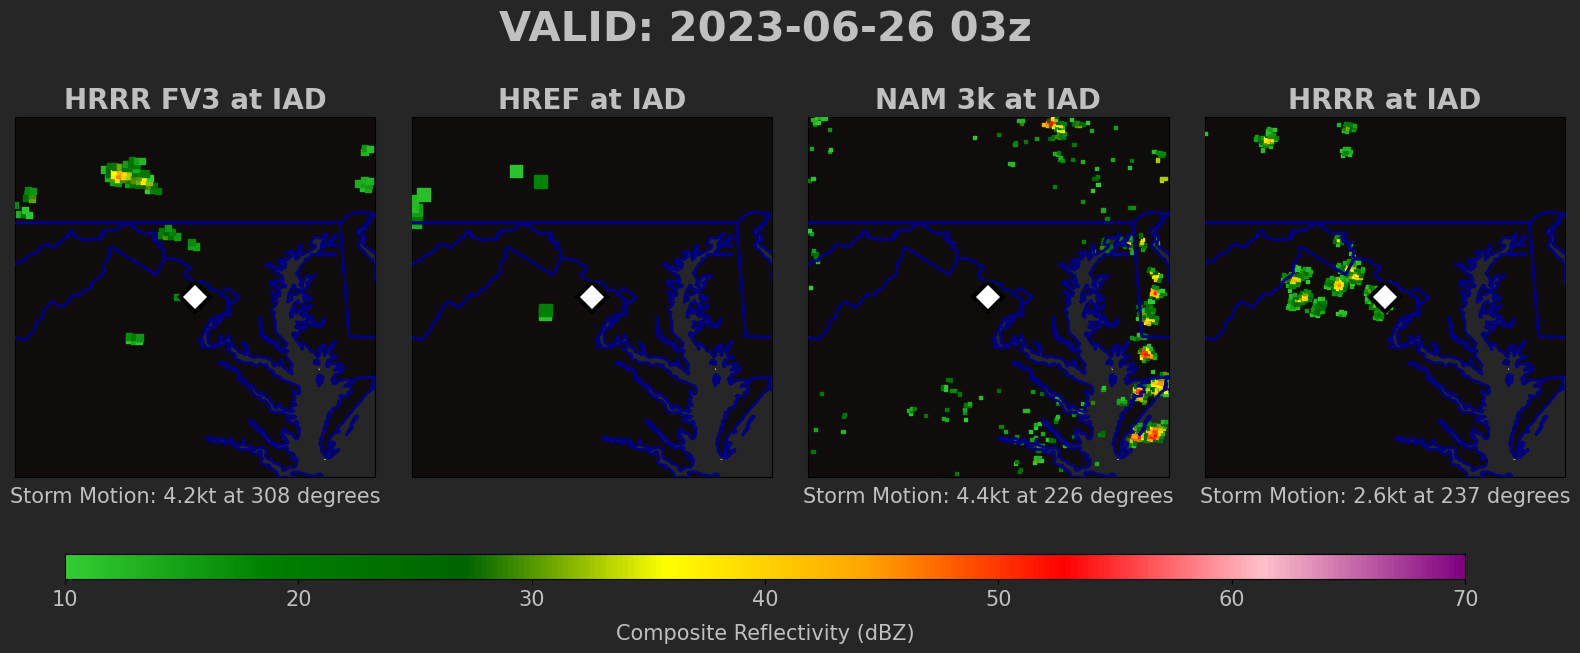 VALID: 2023-06-26 03z
HRRR FV3 at IAD
HREF at IAD
NAM 3k at IAD
HRRR at IAD
Storm Motion: 4.2kt at 308 degrees
Storm Motion: 4.4kt at 226 degrees
Storm Motion: 2.6kt at 237 degrees
10 20 30 40 50 60 70
Composite Reflectivity (dBZ)